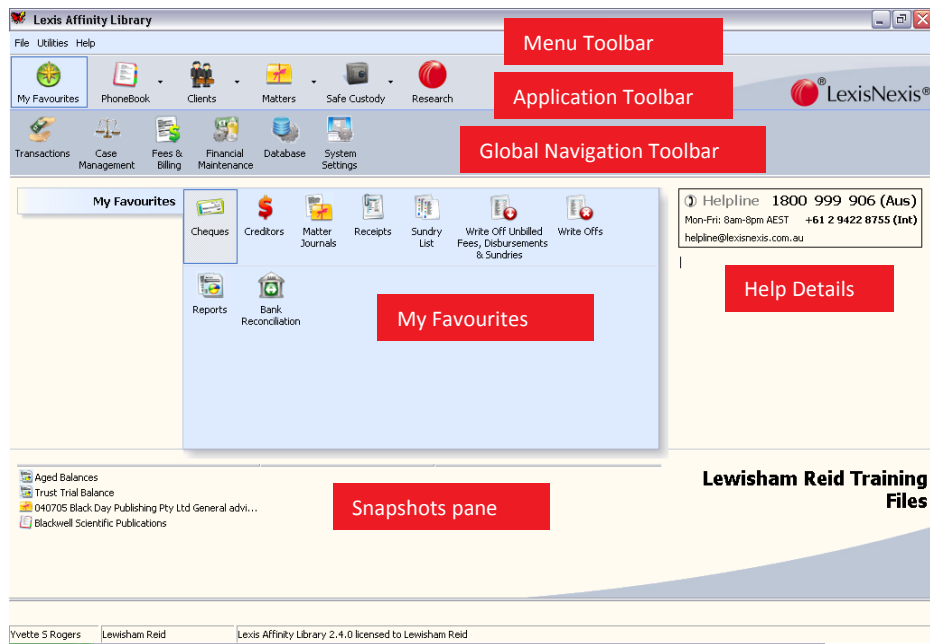 Lexis Affinity Library
File Utilities Help
Menu Toolbar
My Favourites PhoneBook Clients Matters Safe Custody Research
Application Toolbar
LexisNexis®
Transactions Case Management Fees & Billing Financial Maintenance Database System Settings
Global Navigation Toolbar
My Favourites
Cheques Creditors Matter Journals Receipts Sundry List Write Off Unbilled Fees, Disbursements & Sundries Write Offs
Reports Bank Reconciliation
My Favourites
Helpline 1800 999 906 (Aus)
Mon-Fri: 8am-8pm AEST +61 2 9422 8755 (Int)
helpline@lexisnexis.com.au
Help Details
Aged Balances
Trust Trial Balance
040705 Black Day Publishing Pty Ltd General advi...
Blackwell Scientific Publications
Snapshots pane
Lewisham Reid Training
Files
Yvette S Rogers Lewisham Reid Lexis Affinity Library 2.4.0 licensed to Lewisham Reid